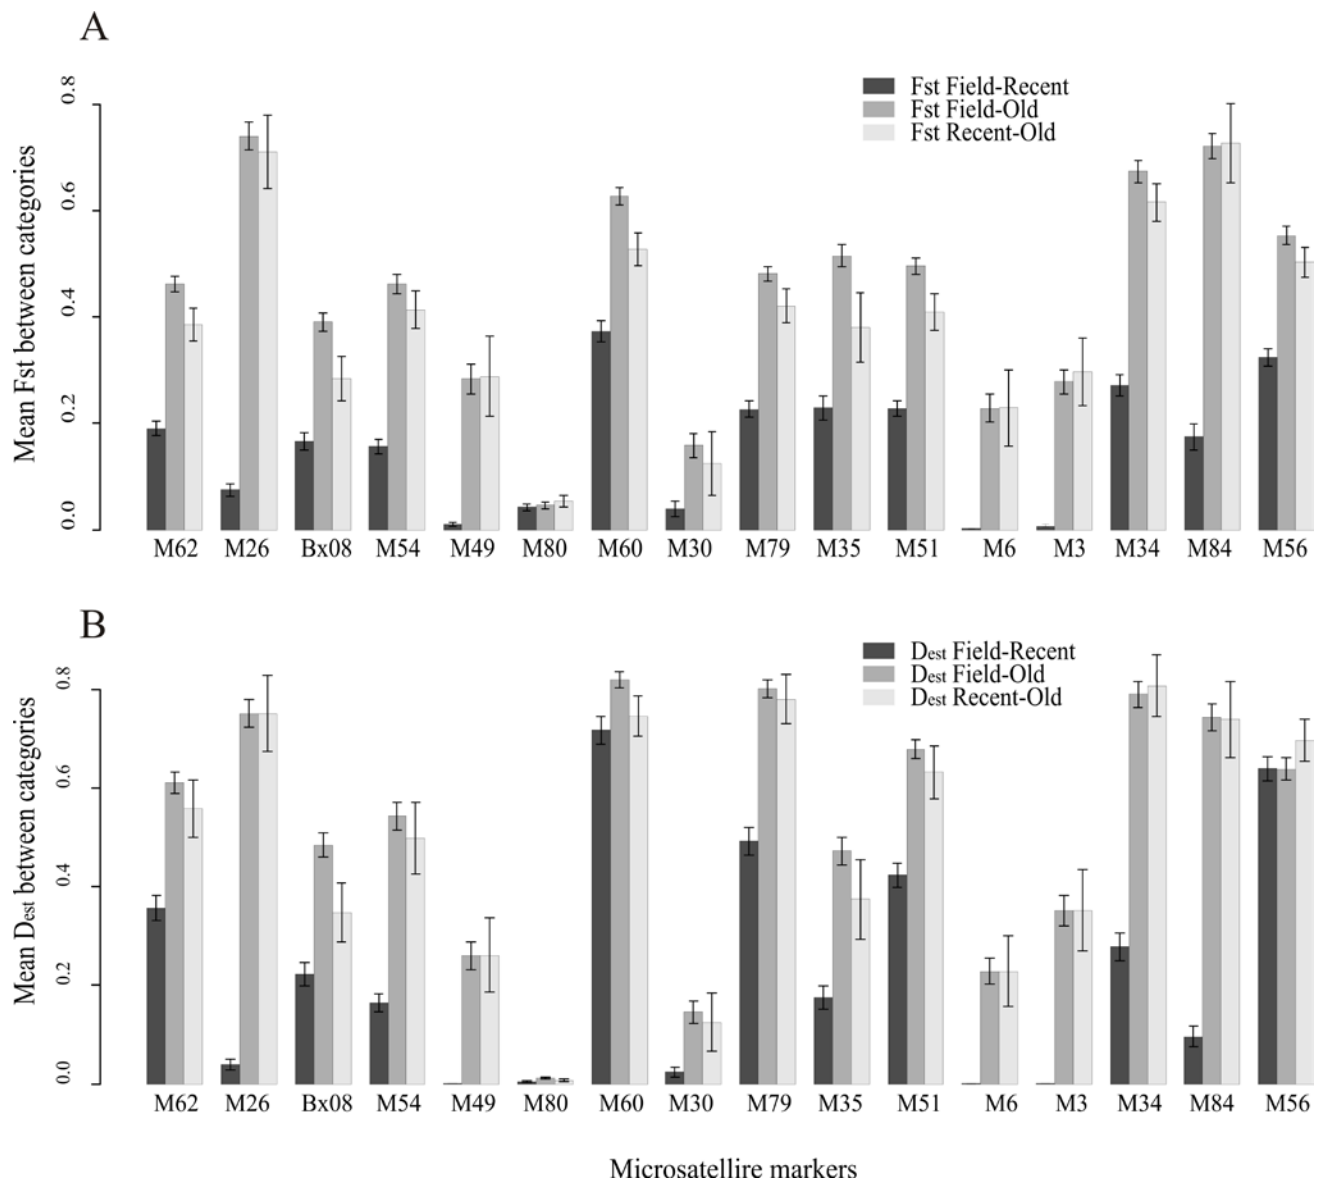 A
Mean Fst between categories
0.8
0.6
0.4
0.2
0.0
Fst Field-Recent
Fst Field-Old
Fst Recent-Old
M62 M26 Bx08 M54 M49 M80 M60 M30 M79 M35 M51 M6 M3 M34 M84 M56
B
Mean Dest between categories
0.8
0.6
0.4
0.2
0.0
Dest Field-Recent
Dest Field-Old
Dest Recent-Old
M62 M26 Bx08 M54 M49 M80 M60 M30 M79 M35 M51 M6 M3 M34 M84 M56
Microsatellire markers